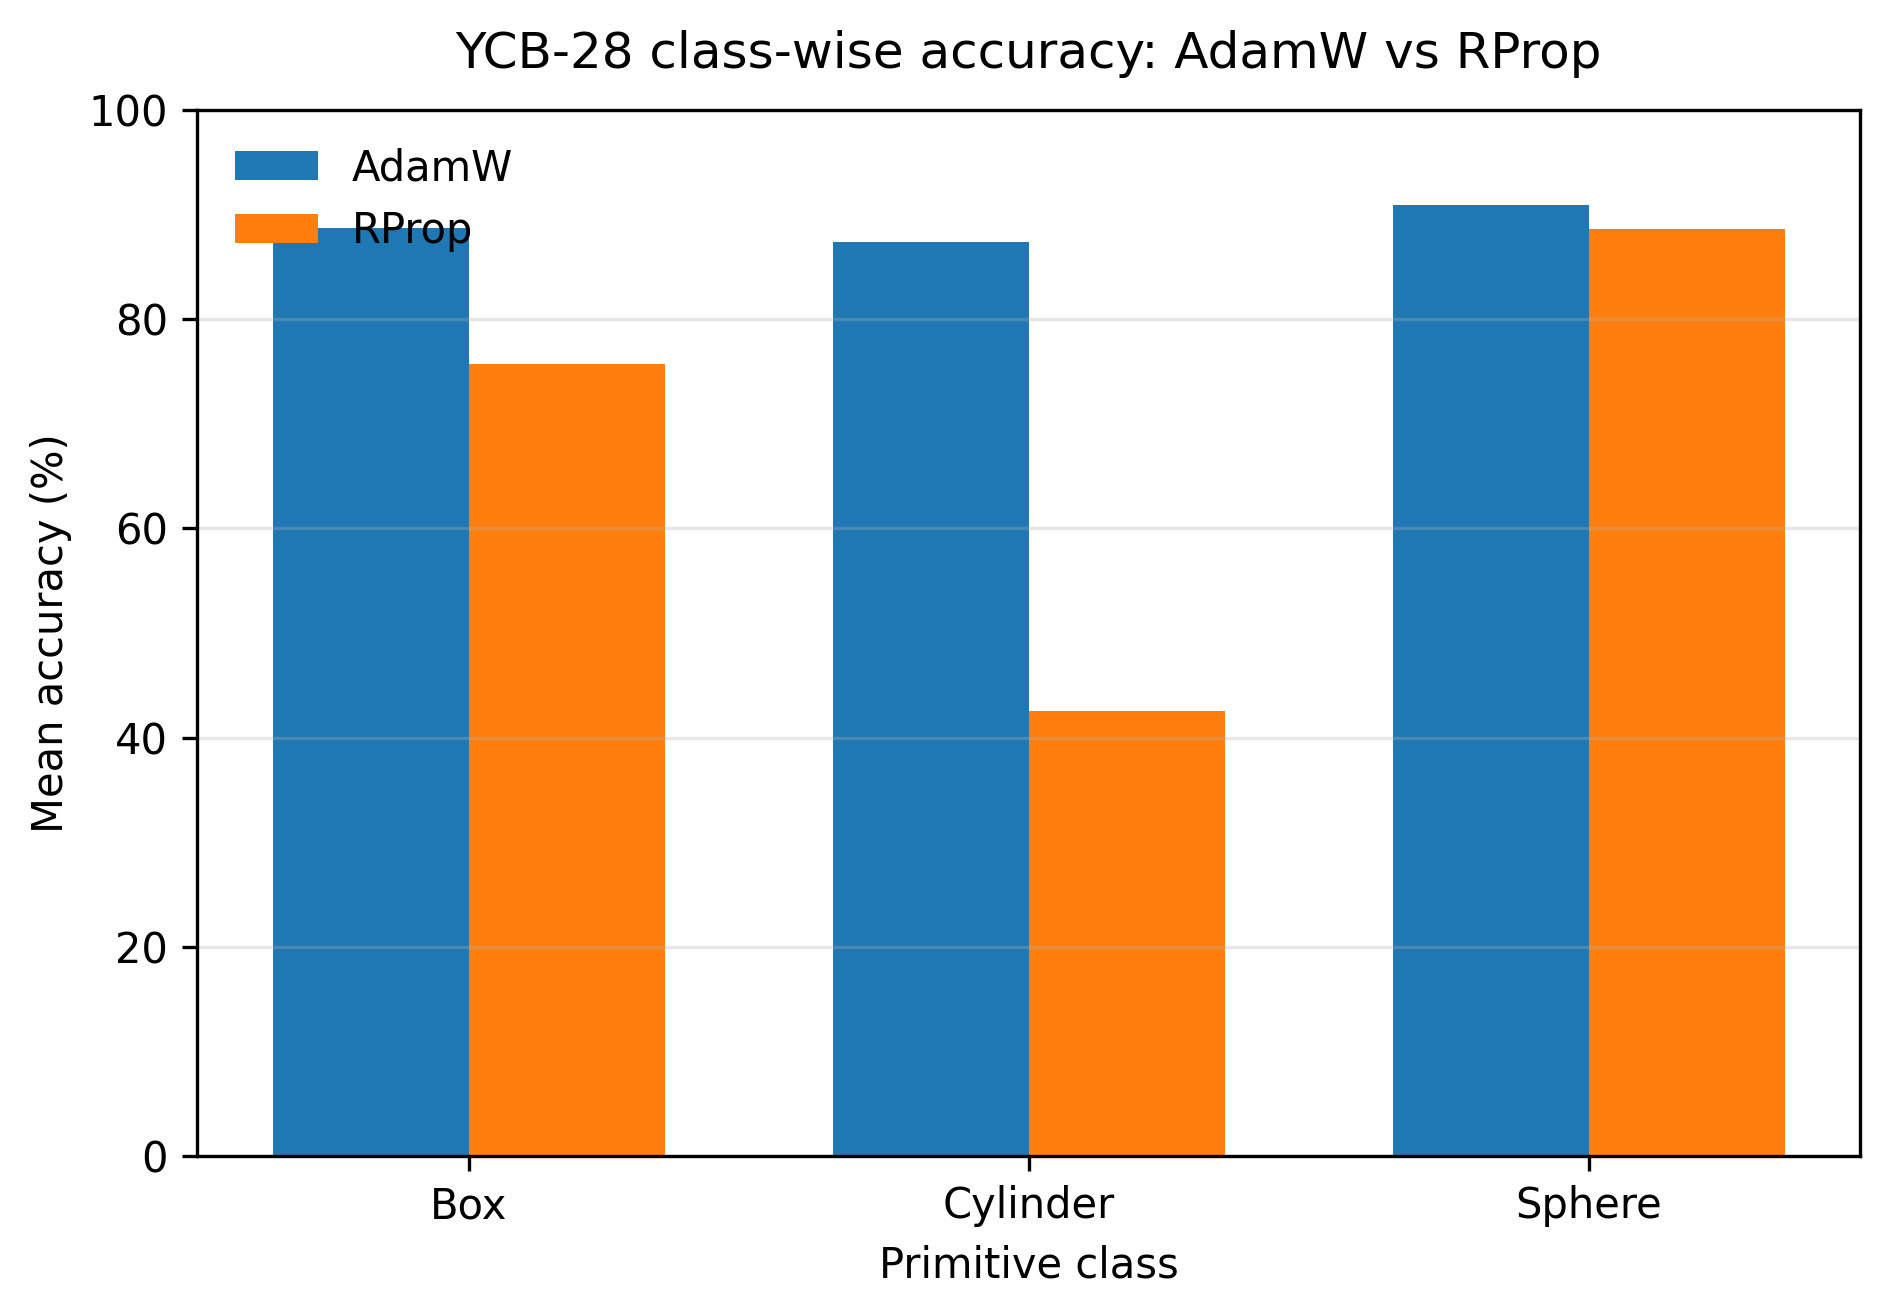 YCB-28 class-wise accuracy: AdamW vs RProp
100
80
60
40
20
0
Mean accuracy (%)
AdamW
RProp
Box
Cylinder
Sphere
Primitive class